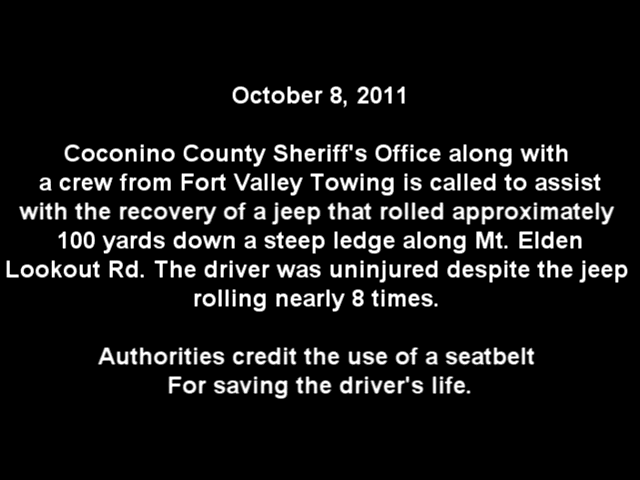 October 8, 2011
Coconino County Sheriff's Office along with
a crew from Fort Valley Towing is called to assist
with the recovery of a jeep that rolled approximately
100 yards down a steep ledge along Mt. Elden
Lookout Rd. The driver was uninjured despite the jeep
rolling nearly 8 times.
Authorities credit the use of a seatbelt
For saving the driver's life.